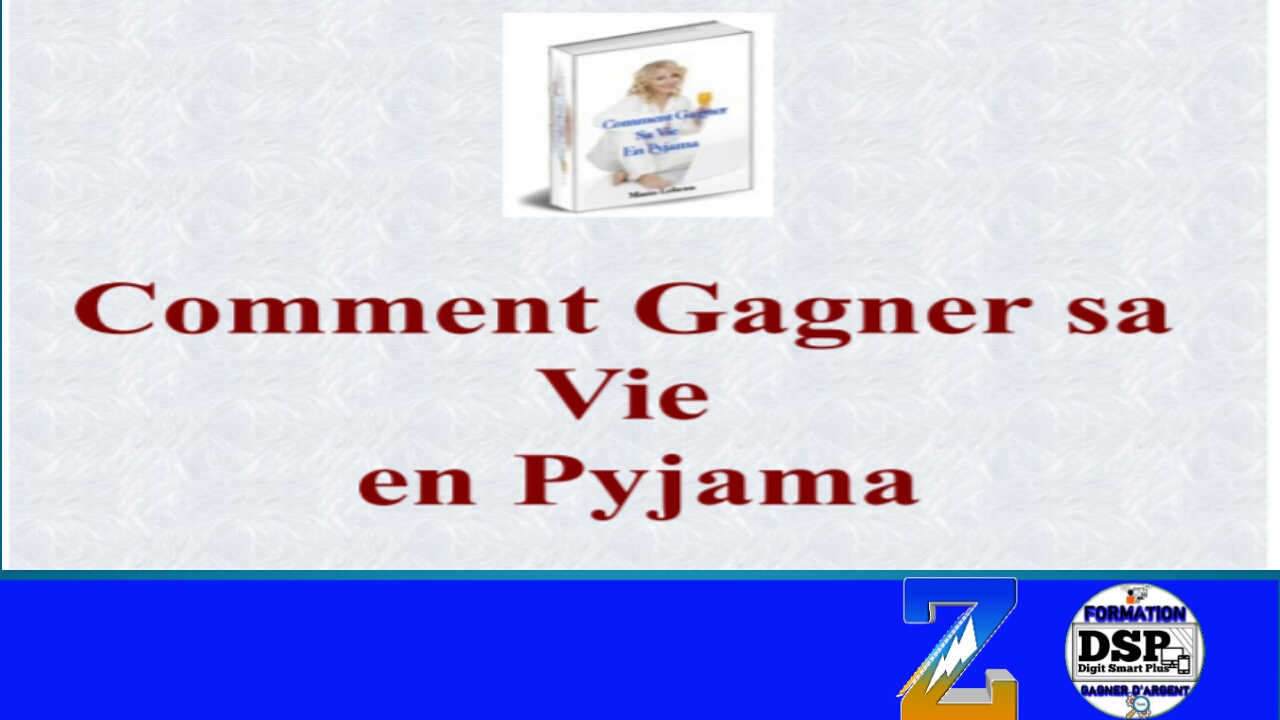 Comment Gagner
Sa Vie
En Pyjama
Comment Gagner sa
Vie
en Pyjama
Z
FORMATION
DSP
Digit Smart Plus
GAGNER D'ARGENT